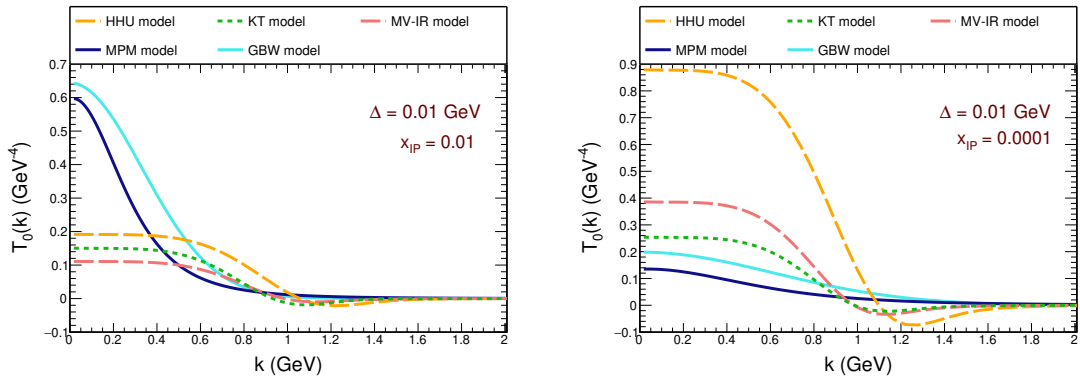 HHU model KT model MV-IR model
MPM model GBW model
0.7
0.6
0.5
0.4
0.3
0.2
0.1
0
−0.1
T0(k) (GeV-4)
Δ = 0.01 GeV
xIP = 0.01
0 0.2 0.4 0.6 0.8 1 1.2 1.4 1.6 1.8 2
k (GeV)
HHU model KT model MV-IR model
MPM model GBW model
0.9
0.8
0.7
0.6
0.5
0.4
0.3
0.2
0.1
0
−0.1
T0(k) (GeV-4)
Δ = 0.01 GeV
xIP = 0.0001
0 0.2 0.4 0.6 0.8 1 1.2 1.4 1.6 1.8 2
k (GeV)